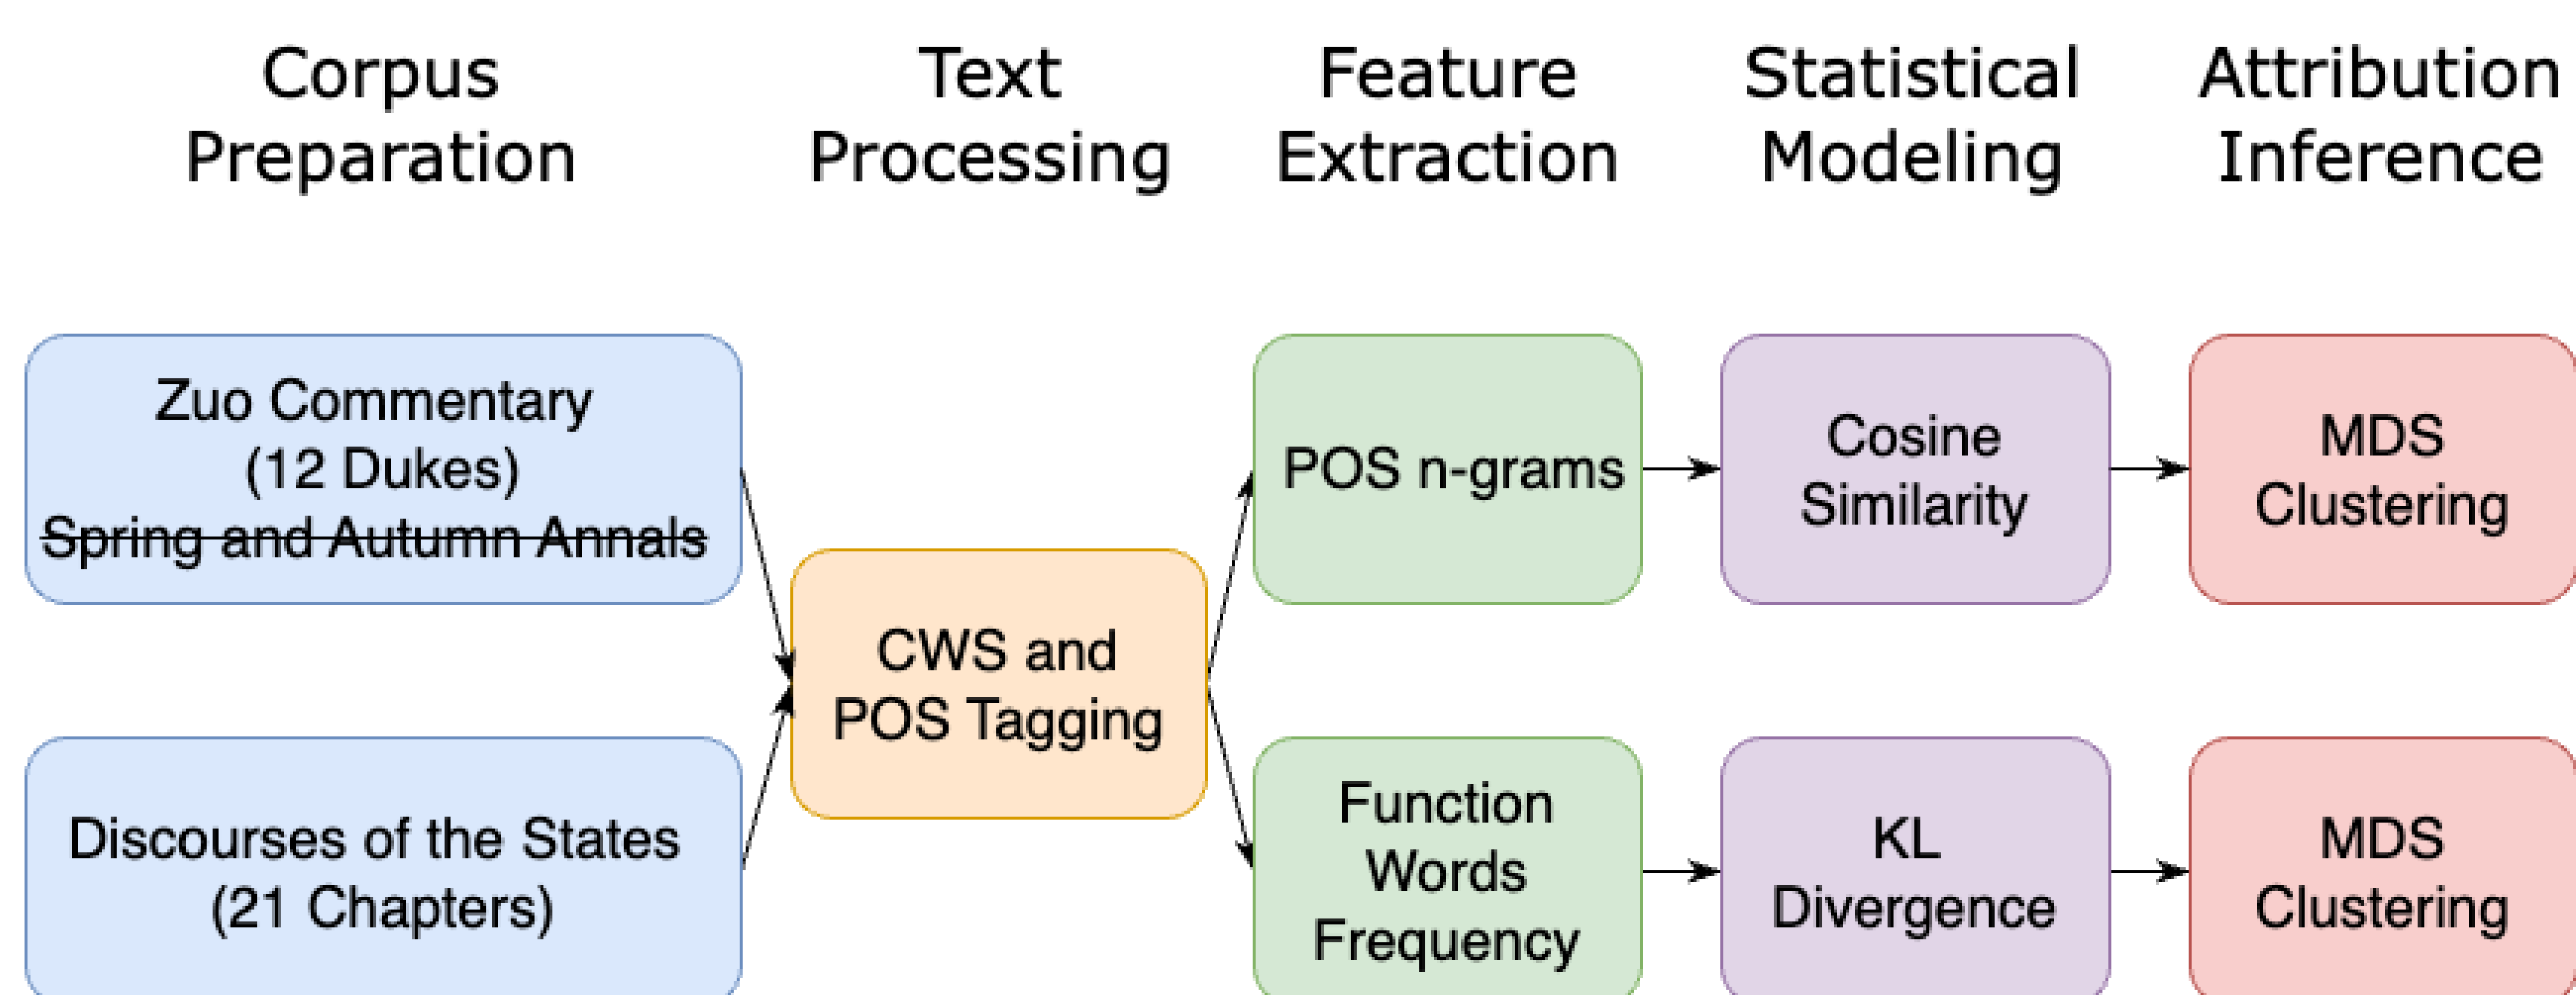 Corpus
Preparation
Text
Processing
Feature
Extraction
Statistical
Modeling
Attribution
Inference
Zuo Commentary
(12 Dukes)
Spring and Autumn Annals
Discourses of the States
(21 Chapters)
CWS and
POS Tagging
POS n-grams
Cosine
Similarity
MDS
Clustering
Function
Words
Frequency
KL
Divergence
MDS
Clustering